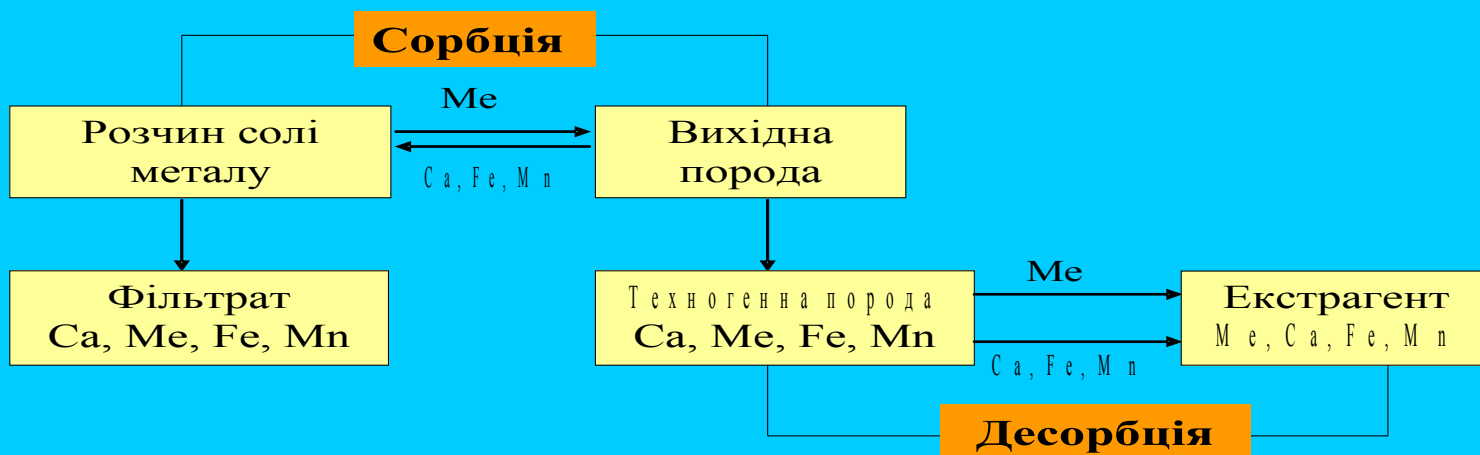 Сорбція
Me
Розчин солі
металу
Вихідна
порода
Ca, Fe, Mn
Фільтрат
Ca, Me, Fe, Mn
Техногенна порода
Ca, Me, Fe, Mn
Me
Ca, Fe, Mn
Екстрагент
Me, Ca, Fe, Mn
Десорбція